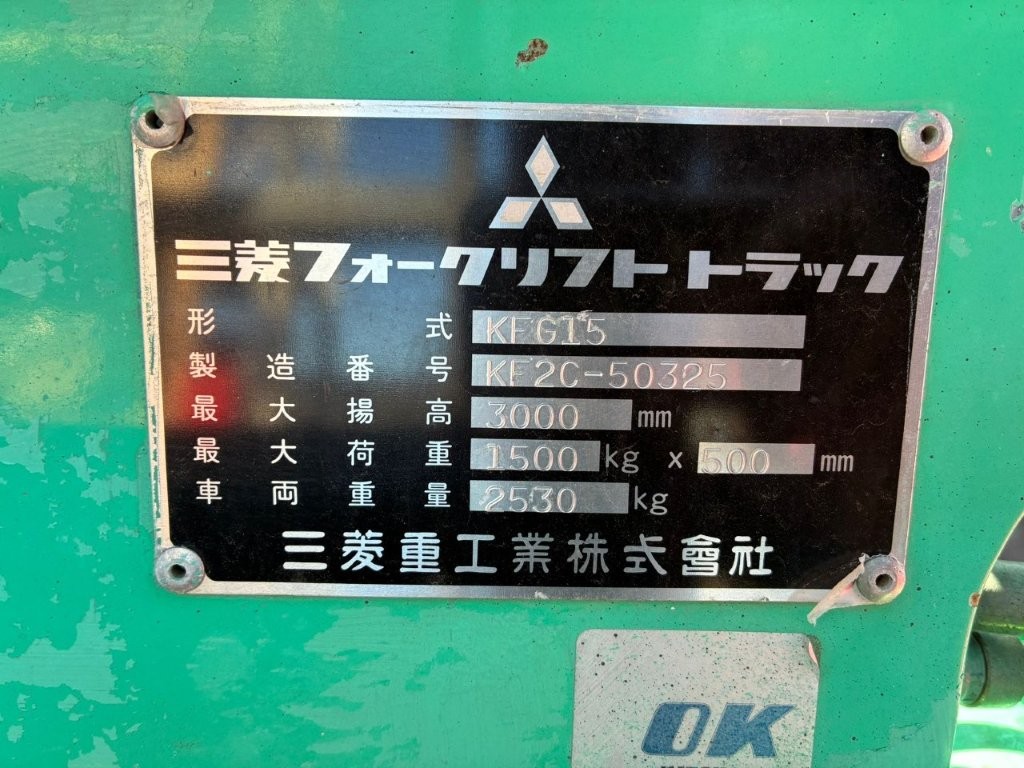 三菱フォークリフト トラック
形式 KFG15
製造番号 KF2C-50325
最大揚高 3000 mm
最大荷重 1500 kg x 500 mm
車両重量 2530 kg
三菱重工業株式會社
OK